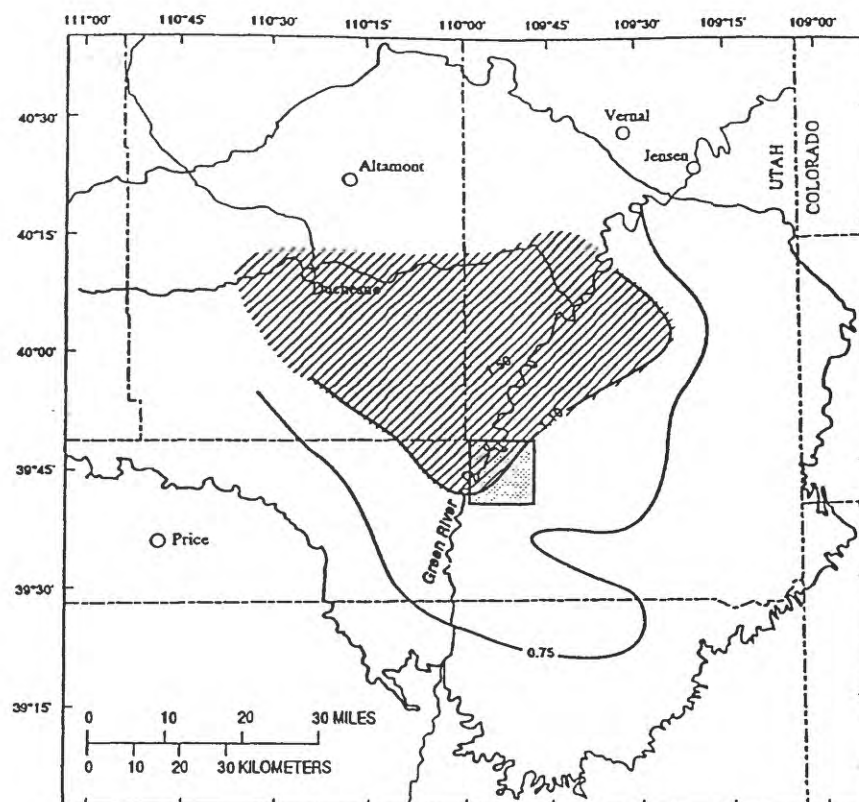 111°00' 110°45' 110°30' 110°15' 110°00' 109°45' 109°30' 109°15' 109°00'
40°30'
Vernal
Jensen
Altamont
UTAH
COLORADO
40°15'
Duchesne
40°00'
1.50
1.10
39°45'
Green River
Price
39°30'
0.75
39°15'
0 10 20 30 MILES
0 10 20 30 KILOMETERS